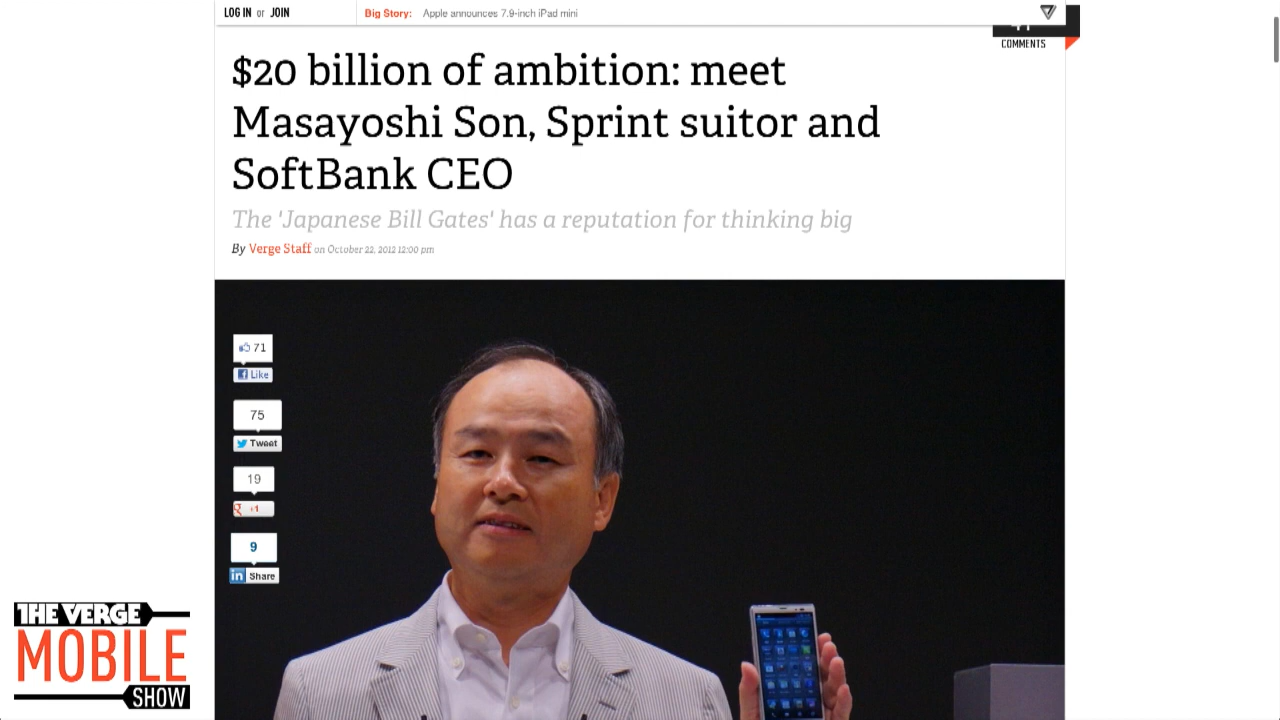 LOG IN or JOIN
Big Story: Apple announces 7.9-inch iPad mini
COMMENTS
$20 billion of ambition: meet
Masayoshi Son, Sprint suitor and
SoftBank CEO
The 'Japanese Bill Gates' has a reputation for thinking big
By Verge Staff on October 22, 2012 12:00 pm
71
Like
75
Tweet
19
+1
9
in Share
THE VERGE
MOBILE
SHOW